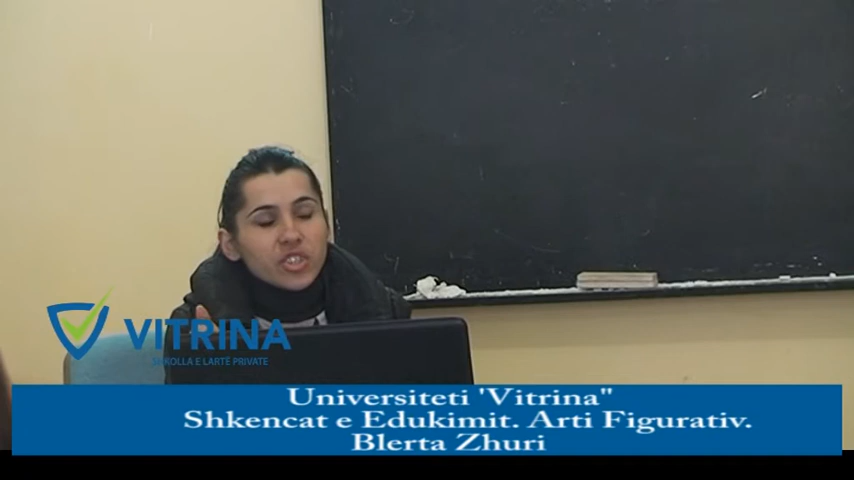 VITRINA
SHKOLLA E LARTË PRIVATE
Universiteti 'Vitrina"
Shkencat e Edukimit. Arti Figurativ.
Blerta Zhuri